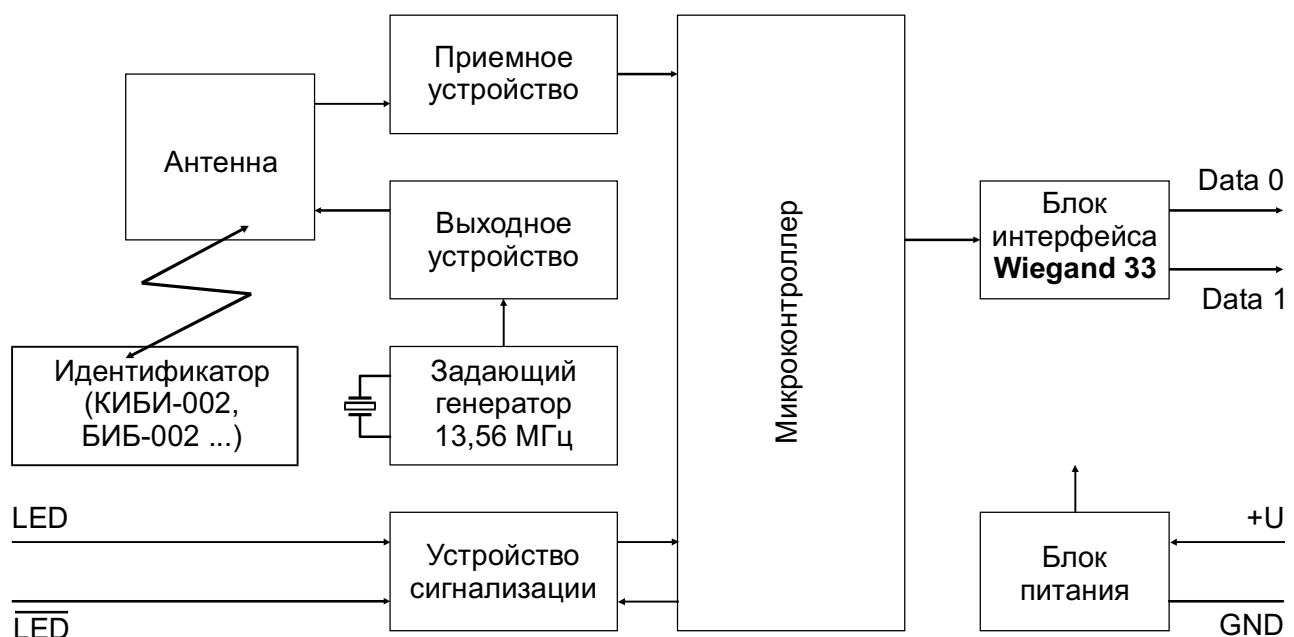 Приемное
устройство
Антенна
Выходное
устройство
Идентификатор
(КИБИ-002,
БИБ-002 ...)
Задающий
генератор
13,56 МГц
LED
LED
Устройство
сигнализации
Микроконтроллер
Блок
интерфейса
Wiegand 33
Data 0
Data 1
Блок
питания
+U
GND